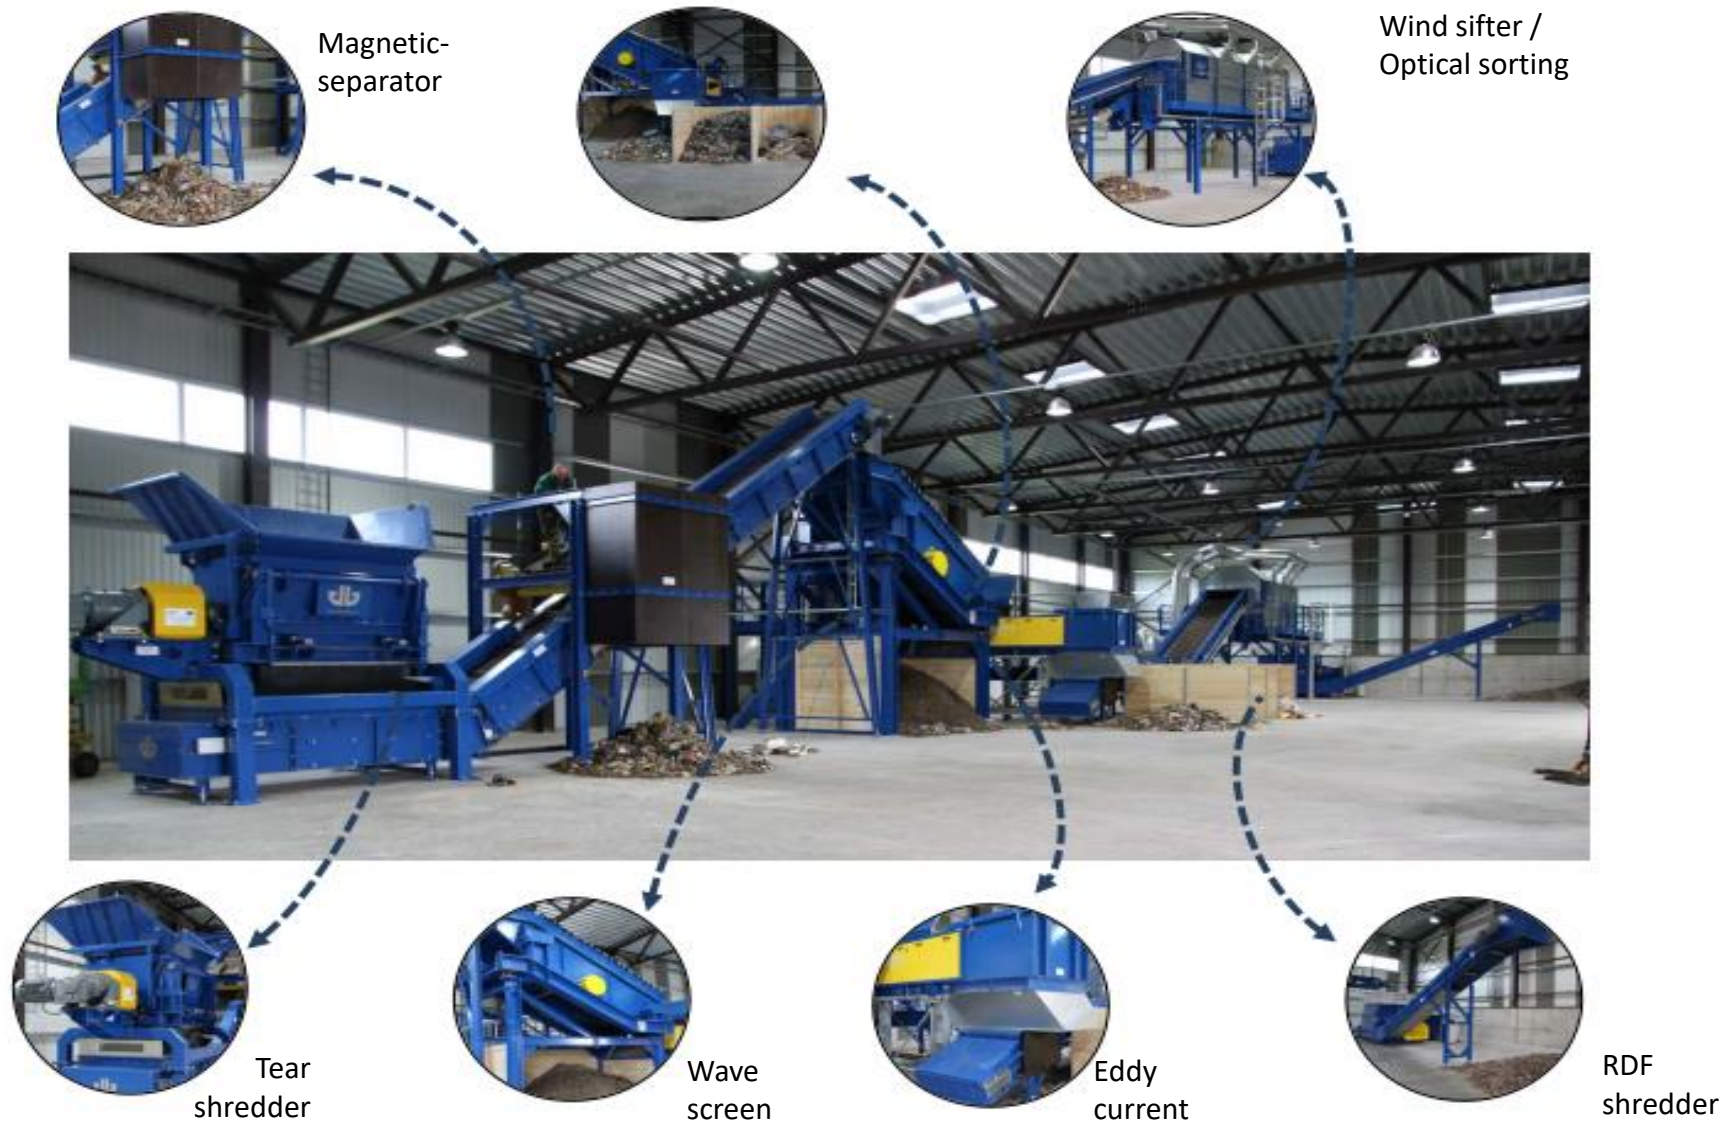 Magnetic-
separator
Wind sifter /
Optical sorting
Tear
shredder
Wave
screen
Eddy
current
RDF
shredder